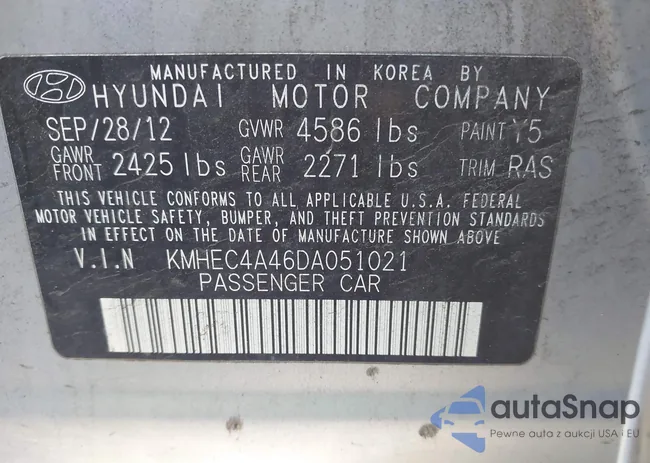 MANUFACTURED IN KOREA BY
HYUNDAI MOTOR COMPANY
SEP/28/12 GVWR 4586 lbs PAINT Y5
GAWR FRONT 2425 lbs GAWR REAR 2271 lbs TRIM RAS
THIS VEHICLE CONFORMS TO ALL APPLICABLE U.S.A. FEDERAL
MOTOR VEHICLE SAFETY, BUMPER, AND THEFT PREVENTION STANDARDS
IN EFFECT ON THE DATE OF MANUFACTURE SHOWN ABOVE
V.I.N KMHEC4A46DA051021
PASSENGER CAR
autaSnap
Pewne auta z aukcji USA i EU